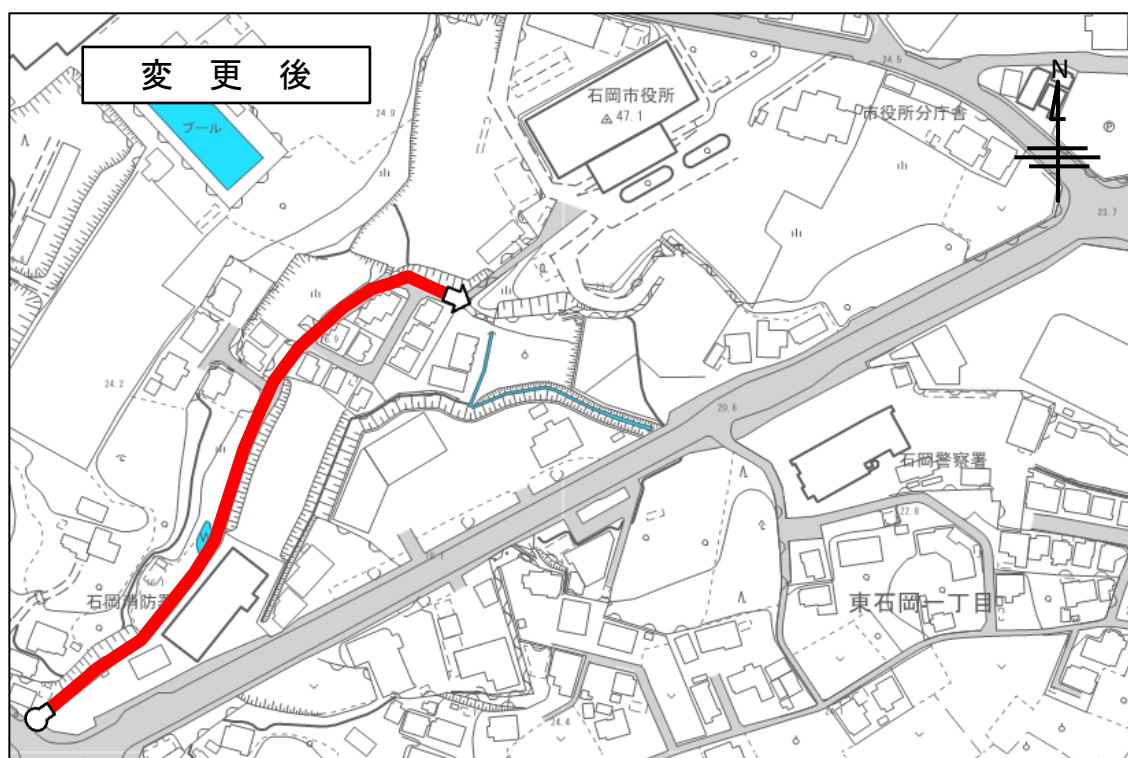 変更後
プール
24.9
石岡市役所
47.1
24.5
市役所分庁舎
N
P
23.7
24.2
20.6
石岡警察署
22.8
18.1
石岡消防署
東石岡一丁目
24.4